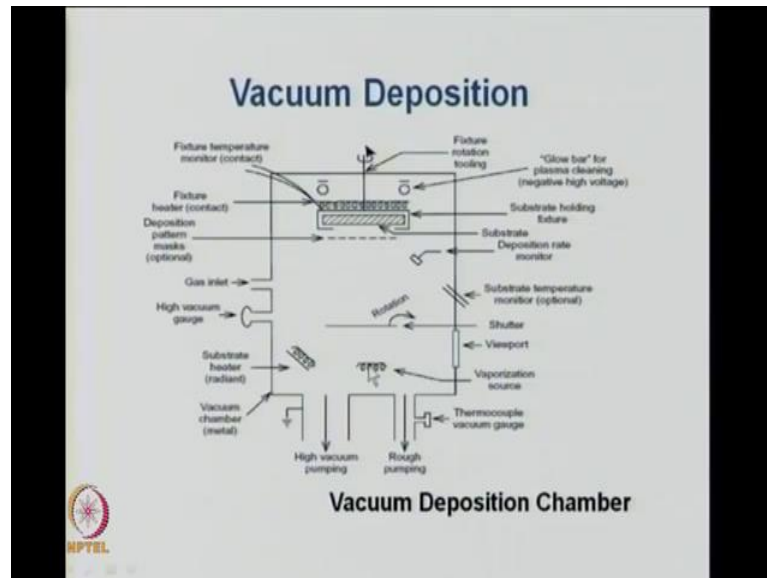 Vacuum Deposition
Fixture temperature
monitor (contact)
Fixture
rotation
tooling
"Glow bar" for
plasma cleaning
(negative high voltage)
Fixture
heater (contact)
Substrate holding
fixture
Deposition
pattern
masks
(optional)
Substrate
Deposition rate
monitor
Gas inlet
Substrate temperature
monitior (optional)
High vacuum
gauge
Rotation
Shutter
Viewport
Substrate
heater
(radiant)
Vaporization
source
Vacuum
chamber
(metal)
Thermocouple
vacuum gauge
High vacuum
pumping
Rough
pumping
Vacuum Deposition Chamber
NPTEL